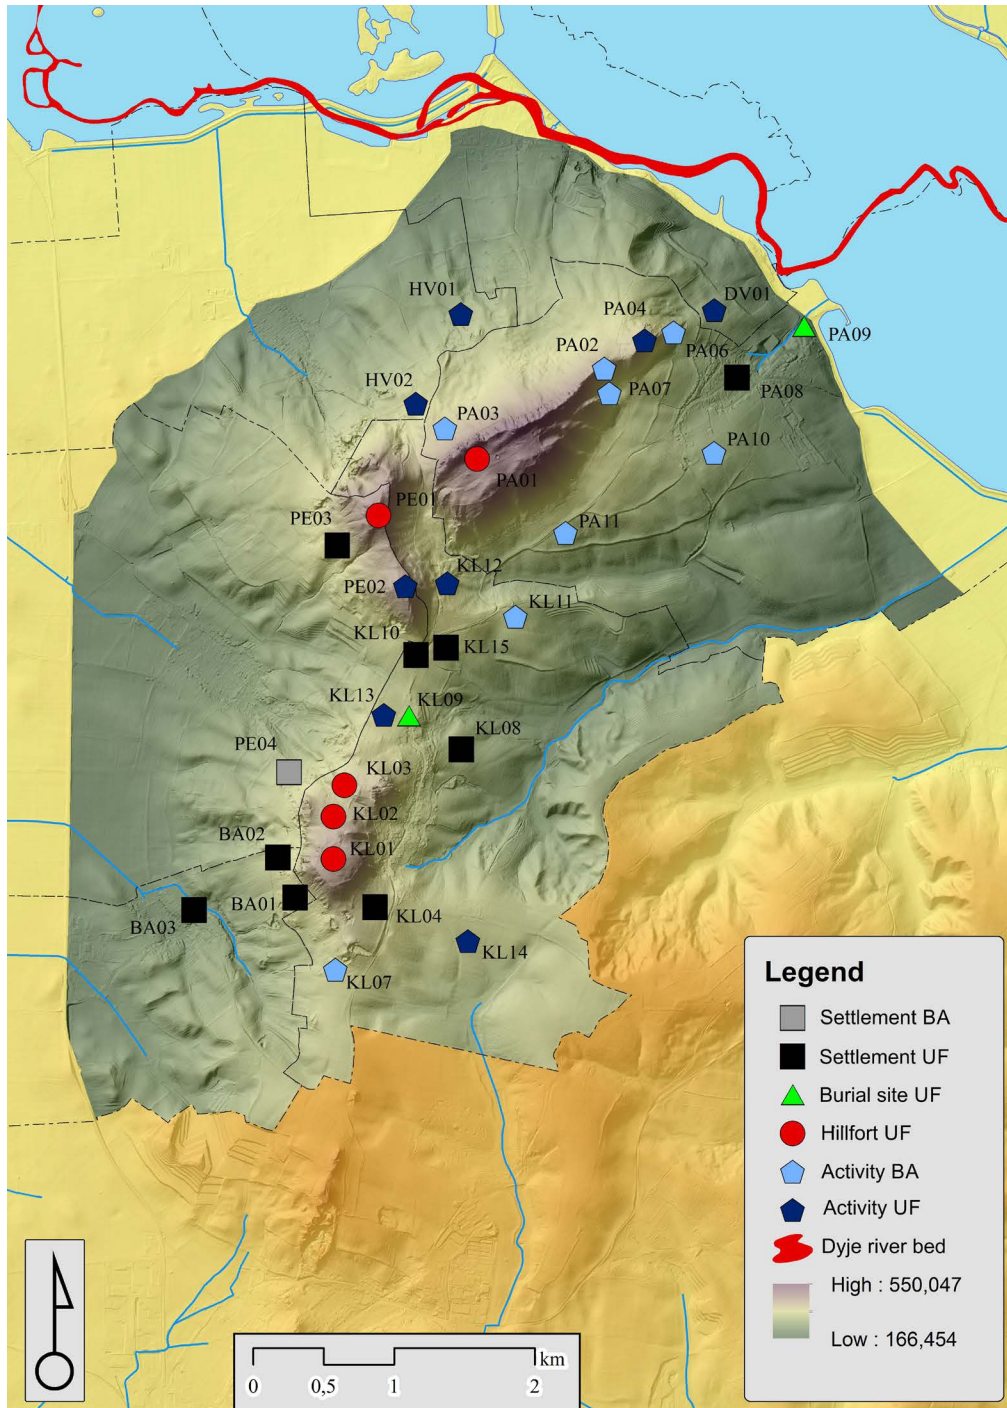 HV01
DV01
PA04
PA09
PA02
PA06
HV02
PA07
PA08
PA03
PA10
PA01
PE01
PE03
PA11
KL12
PE02
KL11
KL10
KL15
KL13
KL09
KL08
PE04
KL03
KL02
BA02
KL01
BA01
KL04
BA03
KL14
KL07
Legend
Settlement BA
Settlement UF
Burial site UF
Hillfort UF
Activity BA
Activity UF
Dyje river bed
High : 550,047
Low : 166,454
km
0 0,5 1 2